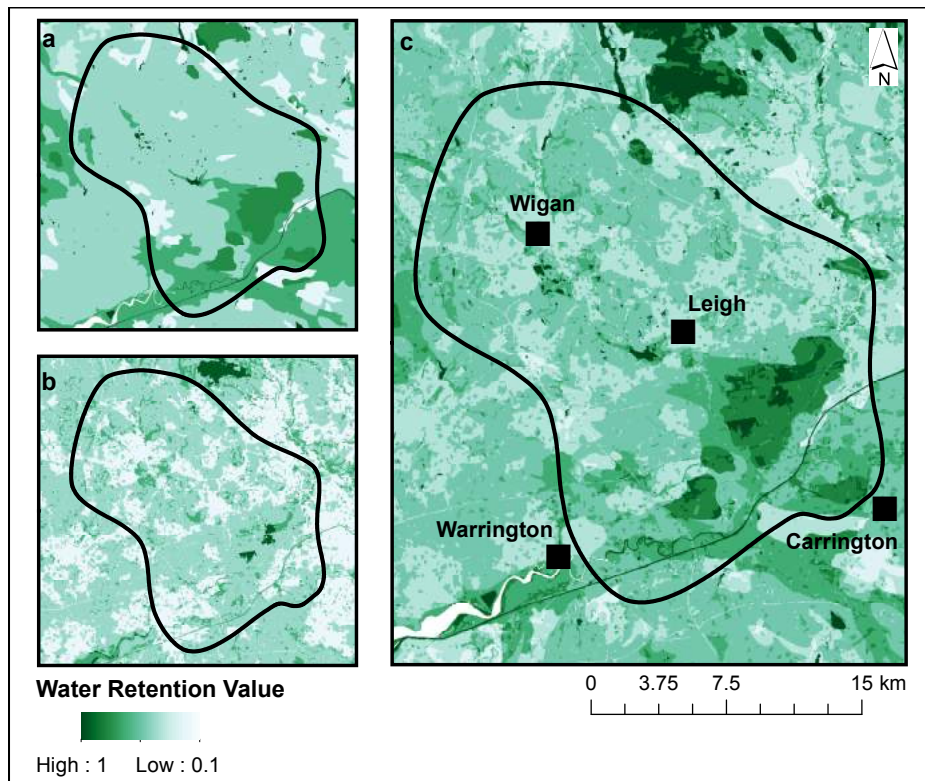 a
c
N
Wigan
Leigh
b
Warrington
Carrington
Water Retention Value
0 3.75 7.5 15 km
High : 1 Low : 0.1